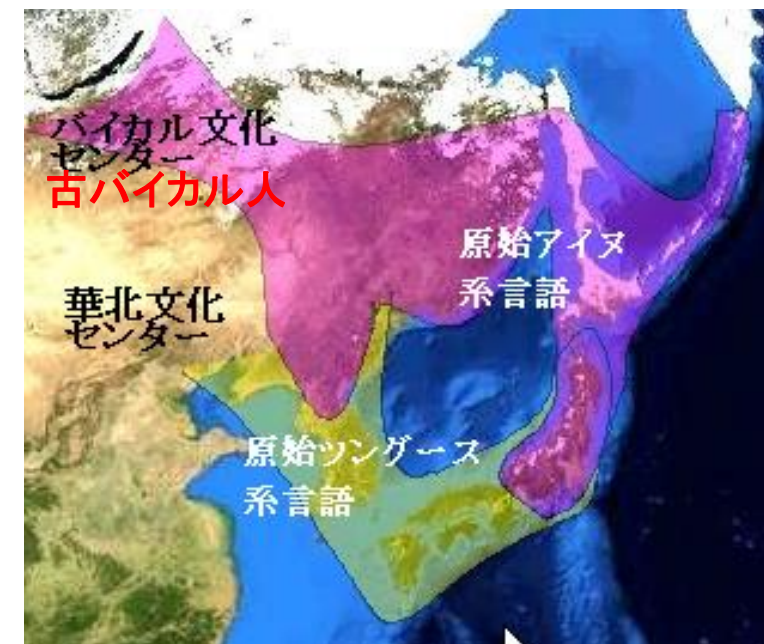 バイカル文化
センター
古バイカル人
原始アイヌ
系言語
華北文化
センター
原始ツングース
系言語